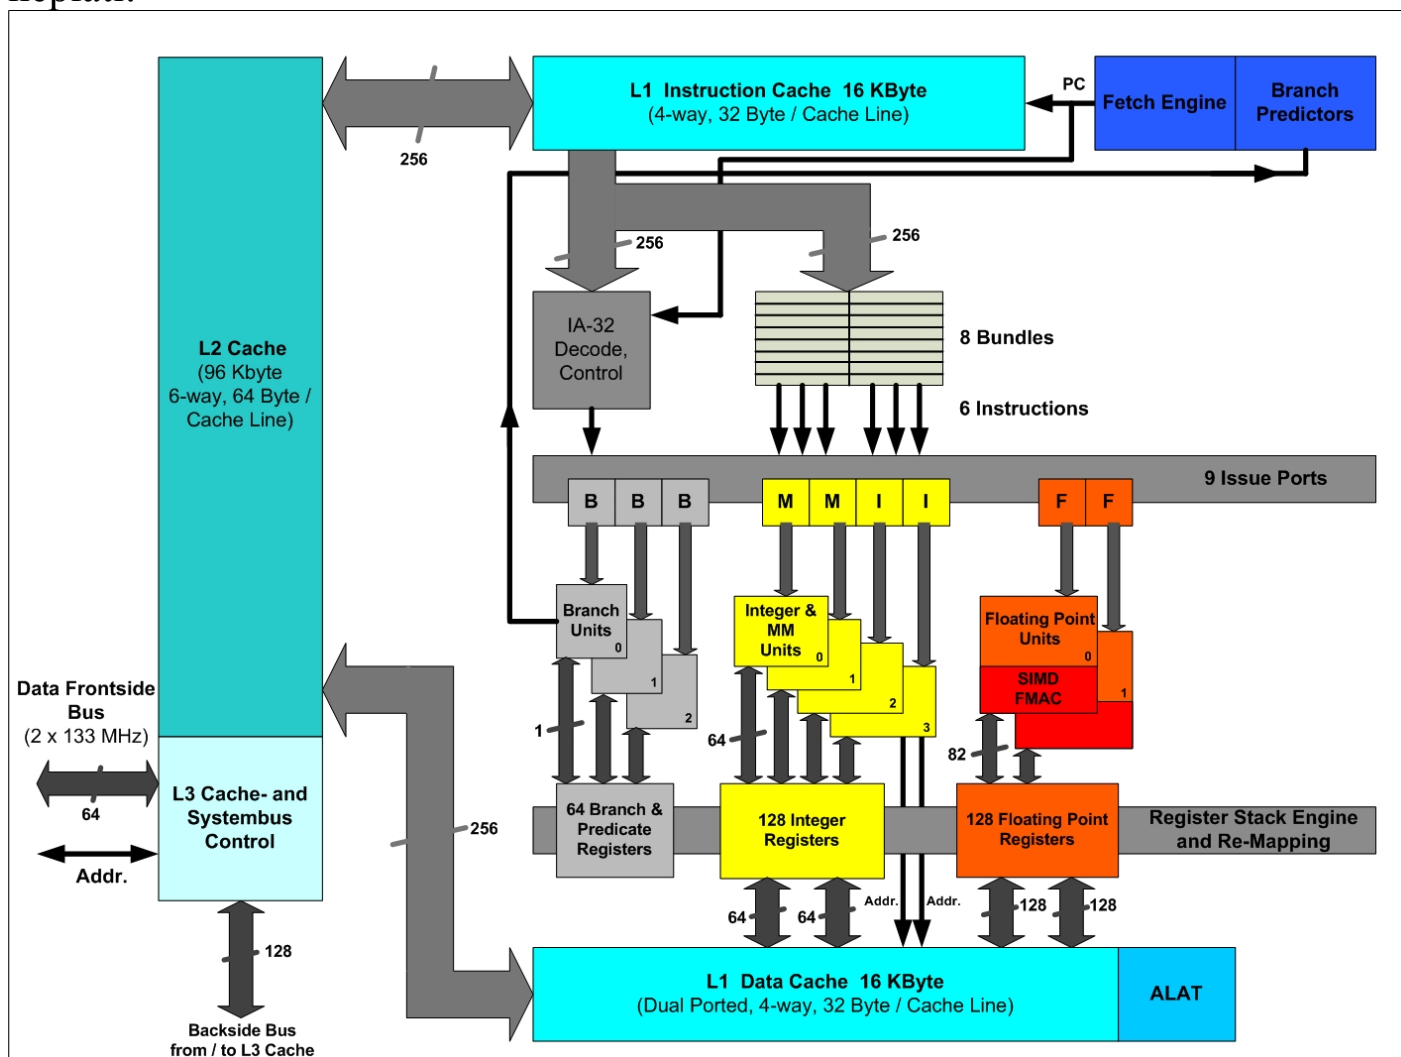 L1 Instruction Cache 16 KByte
(4-way, 32 Byte / Cache Line)
PC
Fetch Engine
Branch
Predictors
256
256
256
IA-32
Decode,
Control
8 Bundles
6 Instructions
L2 Cache
(96 Kbyte
6-way, 64 Byte /
Cache Line)
9 Issue Ports
B B B
M M I I
F F
Branch
Units
0
1
2
Integer &
MM
Units
0
1
2
3
Floating Point
Units
0
SIMD
FMAC
1
1
64
82
Data Frontside
Bus
(2 x 133 MHz)
64
Addr.
L3 Cache- and
Systembus
Control
256
64 Branch &
Predicate
Registers
128 Integer
Registers
128 Floating Point
Registers
Register Stack Engine
and Re-Mapping
64
64
Addr.
Addr.
128
128
128
L1 Data Cache 16 KByte
(Dual Ported, 4-way, 32 Byte / Cache Line)
ALAT
Backside Bus
from / to L3 Cache